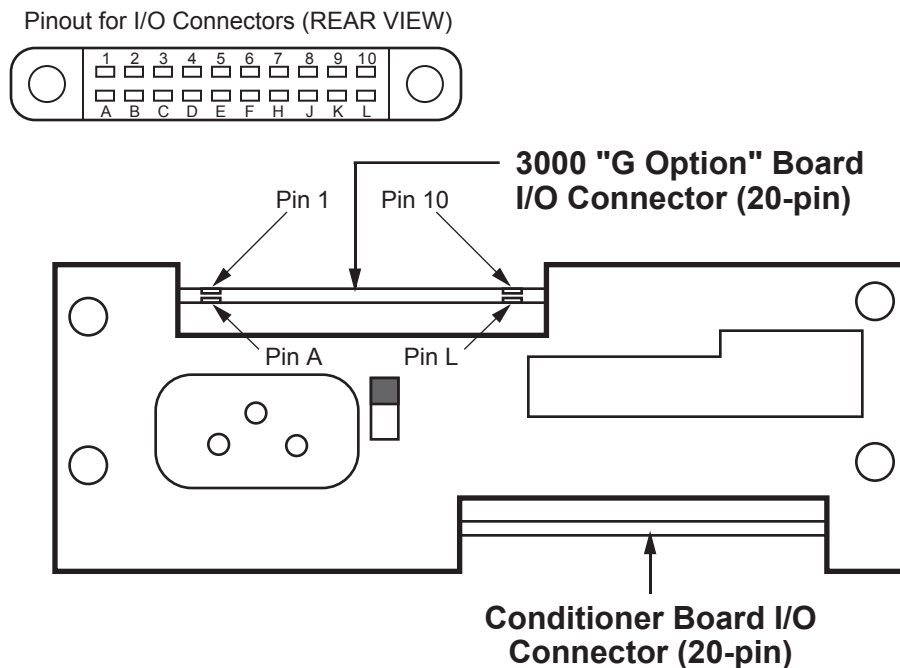 Pinout for I/O Connectors (REAR VIEW)
1 2 3 4 5 6 7 8 9 10
A B C D E F H J K L
3000 "G Option" Board
I/O Connector (20-pin)
Pin 1 Pin 10
Pin A Pin L
Conditioner Board I/O
Connector (20-pin)